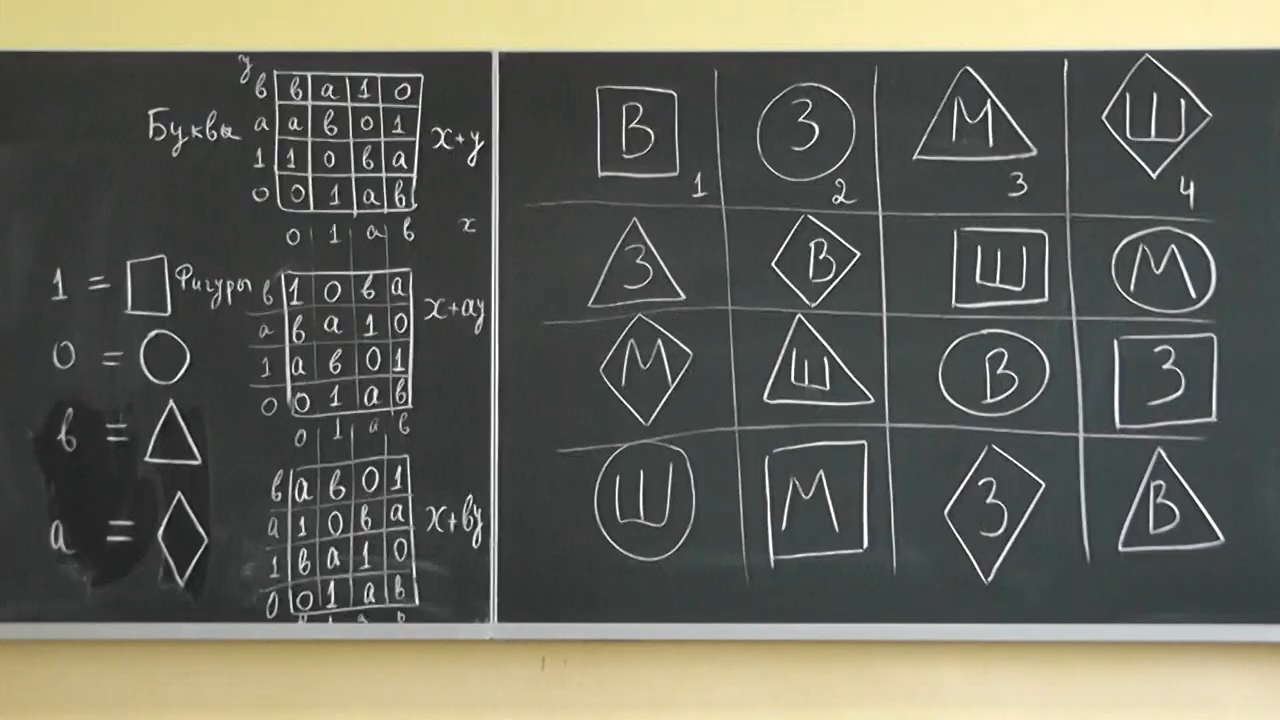 y
в в а 1 0
Буква а а в 0 1 x+y
1 1 0 в а
0 0 1 а в
0 1 а в x
1 = Фигуры
в 1 0 в а x+ay
а в а 1 0
0 =
1 а в 0 1
0 0 1 а в
0 1 а в
в =
в а в 0 1
а 1 0 в а x+вy
а =
1 в а 1 0
0 0 1 а в
В З М Ш
1 2 3 4
З В Ш М
М Ш В З
Ш М З В